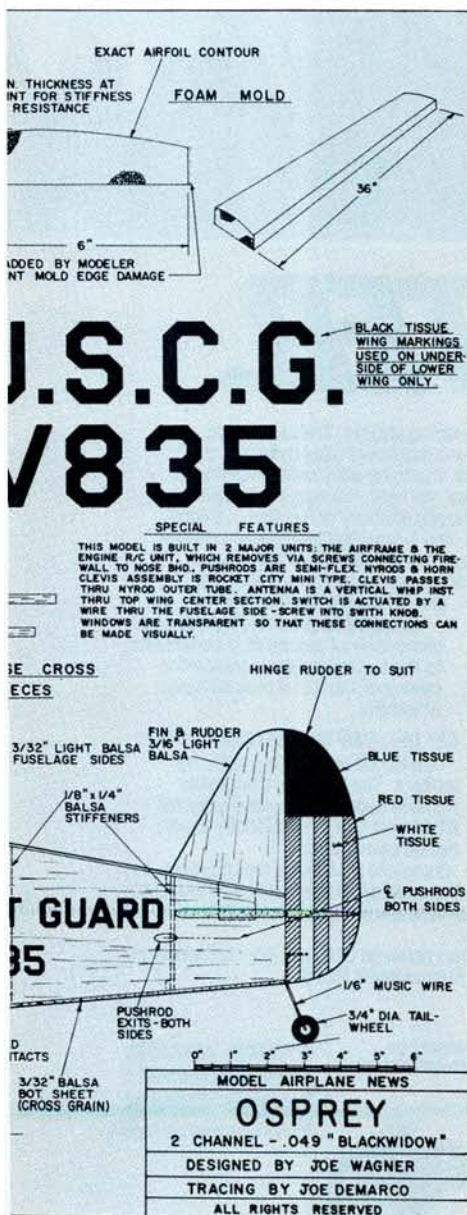 EXACT AIRFOIL CONTOUR
N. THICKNESS AT
INT FOR STIFFNESS
RESISTANCE
FOAM MOLD
36"
6"
ADDED BY MODELER
NT MOLD EDGE DAMAGE
U.S.C.G.
V835
BLACK TISSUE
WING MARKINGS
USED ON UNDER-
SIDE OF LOWER
WING ONLY.
SPECIAL FEATURES
THIS MODEL IS BUILT IN 2 MAJOR UNITS: THE AIRFRAME & THE
ENGINE R/C UNIT, WHICH REMOVES VIA SCREWS CONNECTING FIRE-
WALL TO NOSE BHD., PUSHRODS ARE SEMI-FLEX. NYRODS & HORN
CLEVIS ASSEMBLY IS ROCKET CITY MINI TYPE. CLEVIS PASSES
THRU NYROD OUTER TUBE. ANTENNA IS A VERTICAL WHIP INST.
THRU TOP WING CENTER SECTION. SWITCH IS ACTUATED BY A
WIRE THRU THE FUSELAGE SIDE-SCREW INTO SWITH KNOB.
WINDOWS ARE TRANSPARENT SO THAT THESE CONNECTIONS CAN
BE MADE VISUALLY.
GE CROSS
ECES
HINGE RUDDER TO SUIT
3/32" LIGHT BALSA
FUSELAGE SIDES
FIN & RUDDER
3/16" LIGHT
BALSA
BLUE TISSUE
1/8" x 1/4"
BALSA
STIFFENERS
RED TISSUE
WHITE
TISSUE
℄ PUSHRODS
BOTH SIDES
T GUARD
35
1/6" MUSIC WIRE
PUSHROD
EXITS-BOTH
SIDES
3/4" DIA. TAIL-
WHEEL
D
NTACTS
3/32" BALSA
BOT SHEET
(CROSS GRAIN)
0" 1" 2" 3" 4" 5" 6"
MODEL AIRPLANE NEWS
OSPREY
2 CHANNEL - .049 "BLACKWIDOW"
DESIGNED BY JOE WAGNER
TRACING BY JOE DEMARCO
ALL RIGHTS RESERVED